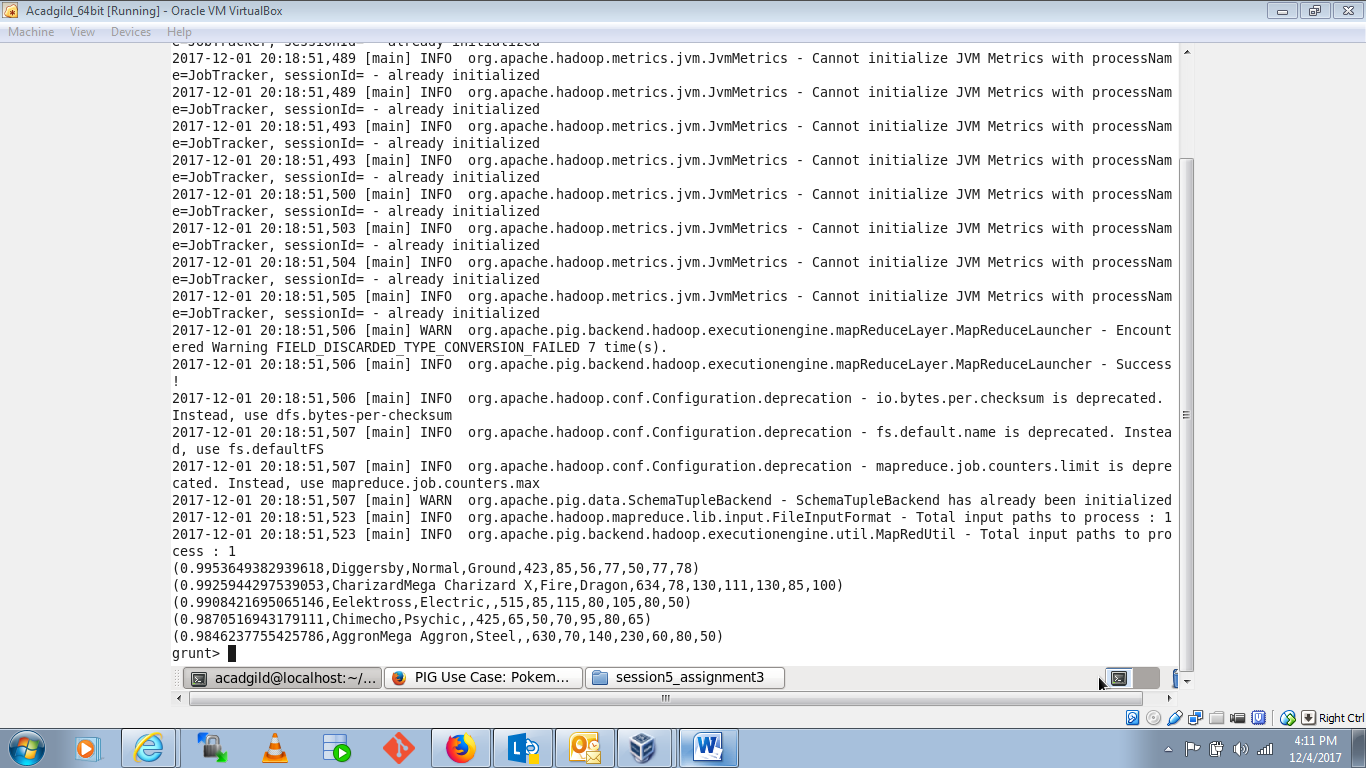 Acadgild_64bit [Running] - Oracle VM VirtualBox
Machine View Devices Help
e=JobTracker, sessionId= - already initialized
2017-12-01 20:18:51,489 [main] INFO  org.apache.hadoop.metrics.jvm.JvmMetrics - Cannot initialize JVM Metrics with processNam
e=JobTracker, sessionId= - already initialized
2017-12-01 20:18:51,489 [main] INFO  org.apache.hadoop.metrics.jvm.JvmMetrics - Cannot initialize JVM Metrics with processNam
e=JobTracker, sessionId= - already initialized
2017-12-01 20:18:51,493 [main] INFO  org.apache.hadoop.metrics.jvm.JvmMetrics - Cannot initialize JVM Metrics with processNam
e=JobTracker, sessionId= - already initialized
2017-12-01 20:18:51,493 [main] INFO  org.apache.hadoop.metrics.jvm.JvmMetrics - Cannot initialize JVM Metrics with processNam
e=JobTracker, sessionId= - already initialized
2017-12-01 20:18:51,500 [main] INFO  org.apache.hadoop.metrics.jvm.JvmMetrics - Cannot initialize JVM Metrics with processNam
e=JobTracker, sessionId= - already initialized
2017-12-01 20:18:51,503 [main] INFO  org.apache.hadoop.metrics.jvm.JvmMetrics - Cannot initialize JVM Metrics with processNam
e=JobTracker, sessionId= - already initialized
2017-12-01 20:18:51,504 [main] INFO  org.apache.hadoop.metrics.jvm.JvmMetrics - Cannot initialize JVM Metrics with processNam
e=JobTracker, sessionId= - already initialized
2017-12-01 20:18:51,505 [main] INFO  org.apache.hadoop.metrics.jvm.JvmMetrics - Cannot initialize JVM Metrics with processNam
e=JobTracker, sessionId= - already initialized
2017-12-01 20:18:51,506 [main] WARN  org.apache.pig.backend.hadoop.executionengine.mapReduceLayer.MapReduceLauncher - Encount
ered Warning FIELD_DISCARDED_TYPE_CONVERSION_FAILED 7 time(s).
2017-12-01 20:18:51,506 [main] INFO  org.apache.pig.backend.hadoop.executionengine.mapReduceLayer.MapReduceLauncher - Success
!
2017-12-01 20:18:51,506 [main] INFO  org.apache.hadoop.conf.Configuration.deprecation - io.bytes.per.checksum is deprecated.
Instead, use dfs.bytes-per-checksum
2017-12-01 20:18:51,507 [main] INFO  org.apache.hadoop.conf.Configuration.deprecation - fs.default.name is deprecated. Instea
d, use fs.defaultFS
2017-12-01 20:18:51,507 [main] INFO  org.apache.hadoop.conf.Configuration.deprecation - mapreduce.job.counters.limit is depre
cated. Instead, use mapreduce.job.counters.max
2017-12-01 20:18:51,507 [main] WARN  org.apache.pig.data.SchemaTupleBackend - SchemaTupleBackend has already been initialized
2017-12-01 20:18:51,523 [main] INFO  org.apache.hadoop.mapreduce.lib.input.FileInputFormat - Total input paths to process : 1
2017-12-01 20:18:51,523 [main] INFO  org.apache.pig.backend.hadoop.executionengine.util.MapRedUtil - Total input paths to pro
cess : 1
(0.9953649382939618,Diggersby,Normal,Ground,423,85,56,77,50,77,78)
(0.9925944297539053,CharizardMega Charizard X,Fire,Dragon,634,78,130,111,130,85,100)
(0.9908421695065146,Eelektross,Electric,,515,85,115,80,105,80,50)
(0.9870516943179111,Chimecho,Psychic,,425,65,50,70,95,80,65)
(0.9846237755425786,AggronMega Aggron,Steel,,630,70,140,230,60,80,50)
grunt>
acadgild@localhost:~/... PIG Use Case: Pokem... session5_assignment3
Right Ctrl
4:11 PM
12/4/2017